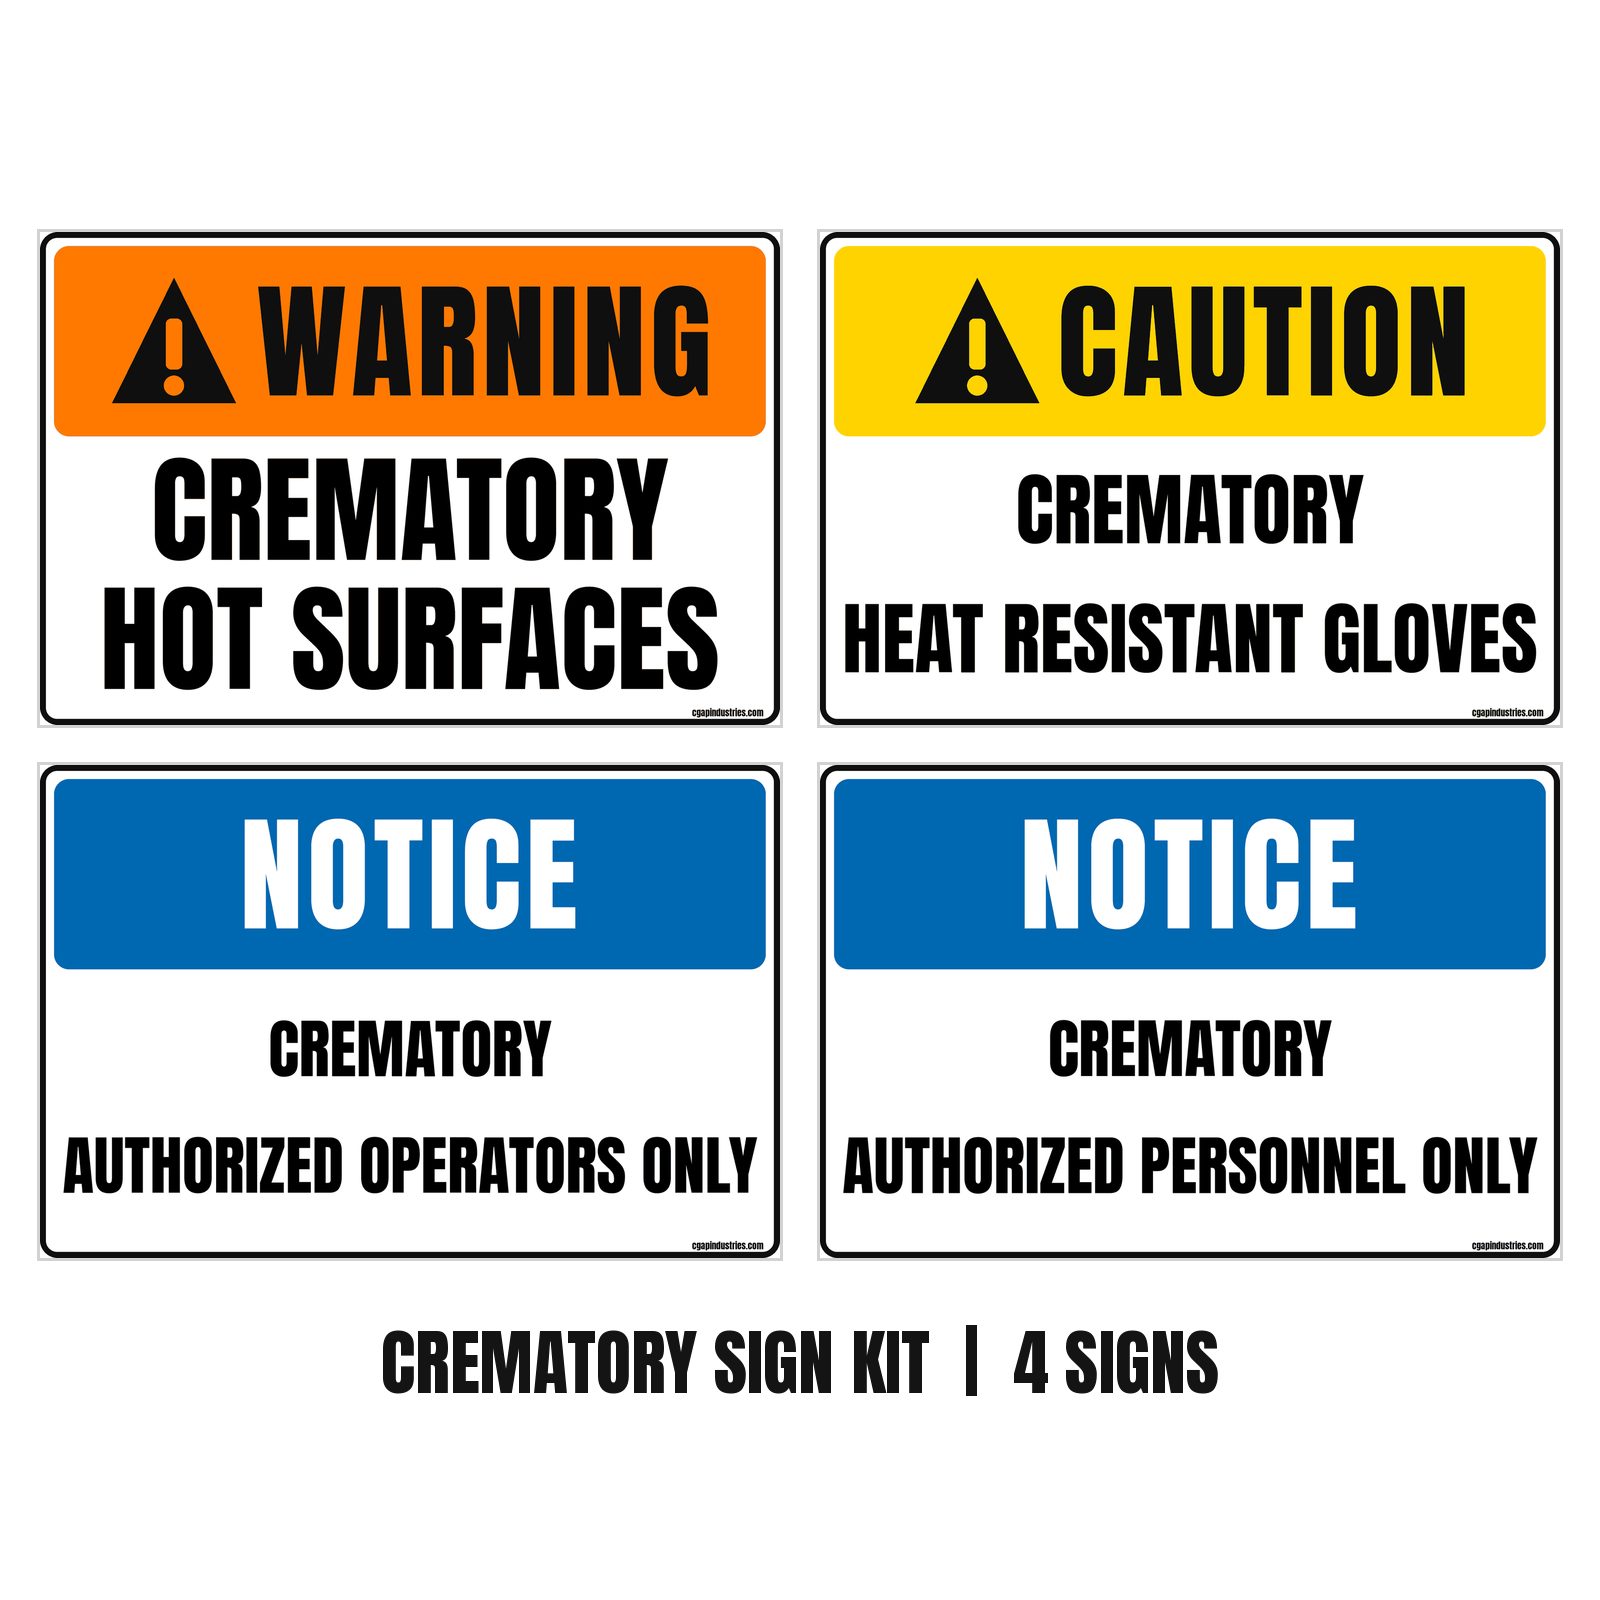 WARNING
CREMATORY
HOT SURFACES
cgapindustries.com
CAUTION
CREMATORY
HEAT RESISTANT GLOVES
cgapindustries.com
NOTICE
CREMATORY
AUTHORIZED OPERATORS ONLY
cgapindustries.com
NOTICE
CREMATORY
AUTHORIZED PERSONNEL ONLY
cgapindustries.com
CREMATORY SIGN KIT | 4 SIGNS